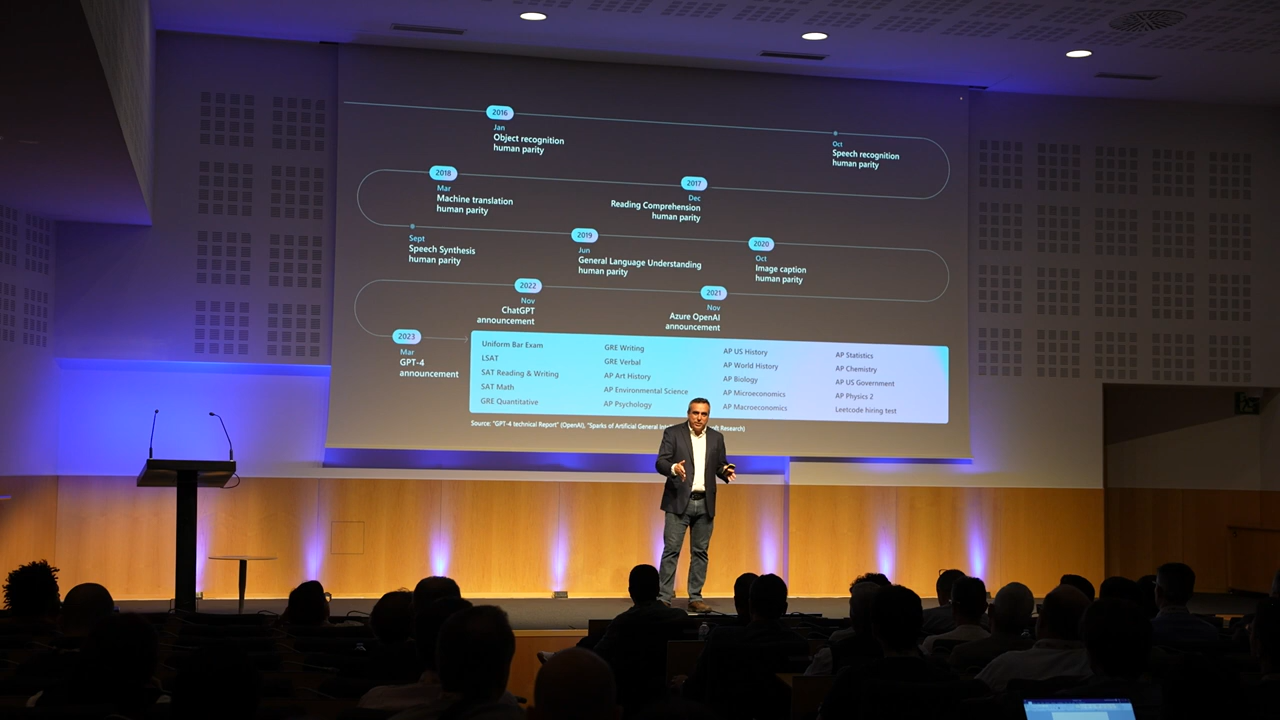 2016
Jan
Object recognition
human parity
Oct
Speech recognition
human parity
2017
Dec
Reading Comprehension
human parity
2018
Mar
Machine translation
human parity
Sept
Speech Synthesis
human parity
2019
Jun
General Language Understanding
human parity
2020
Oct
Image caption
human parity
2021
Nov
Azure OpenAI
announcement
2022
Nov
ChatGPT
announcement
2023
Mar
GPT-4
announcement
Uniform Bar Exam
LSAT
SAT Reading & Writing
SAT Math
GRE Quantitative
GRE Writing
GRE Verbal
AP Art History
AP Environmental Science
AP Psychology
AP US History
AP World History
AP Biology
AP Microeconomics
AP Macroeconomics
AP Statistics
AP Chemistry
AP US Government
AP Physics 2
Leetcode hiring test
Source: "GPT-4 technical Report" (OpenAI), "Sparks of Artificial General Research)